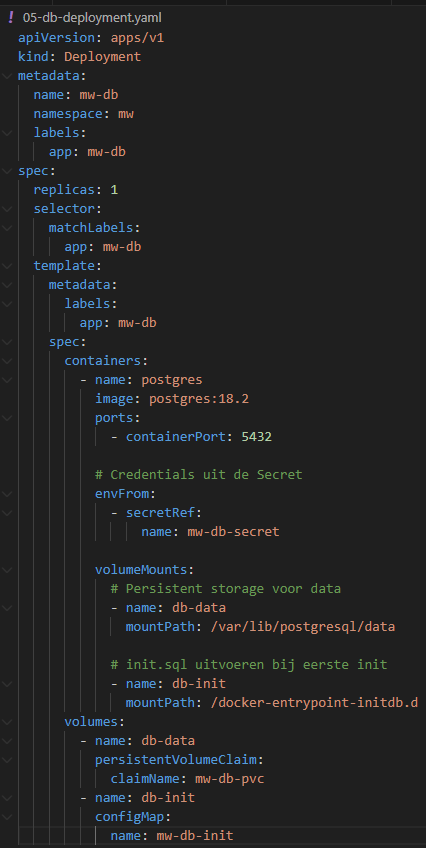 ! 05-db-deployment.yaml
apiVersion: apps/v1
kind: Deployment
metadata:
  name: mw-db
  namespace: mw
  labels:
    app: mw-db
spec:
  replicas: 1
  selector:
    matchLabels:
      app: mw-db
  template:
    metadata:
      labels:
        app: mw-db
    spec:
      containers:
        - name: postgres
          image: postgres:18.2
          ports:
            - containerPort: 5432

          # Credentials uit de Secret
          envFrom:
            - secretRef:
                name: mw-db-secret

          volumeMounts:
            # Persistent storage voor data
            - name: db-data
              mountPath: /var/lib/postgresql/data

            # init.sql uitvoeren bij eerste init
            - name: db-init
              mountPath: /docker-entrypoint-initdb.d
      volumes:
        - name: db-data
          persistentVolumeClaim:
            claimName: mw-db-pvc
        - name: db-init
          configMap:
            name: mw-db-init